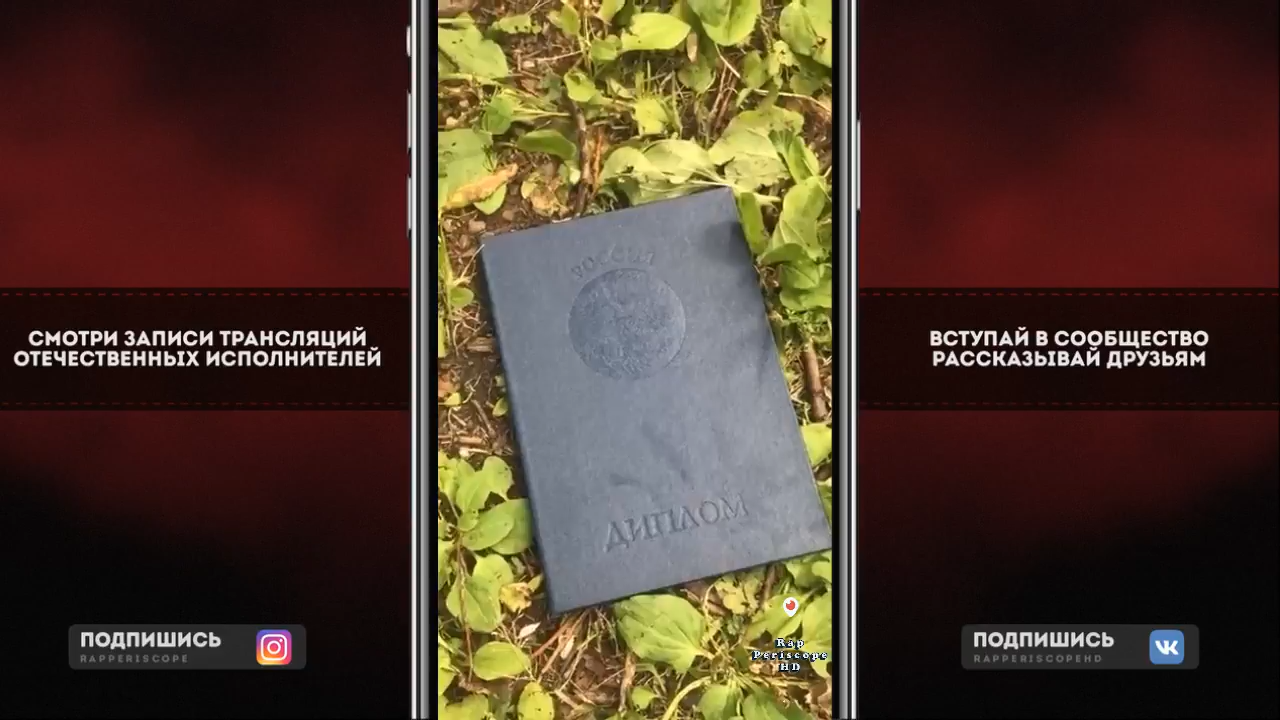 СМОТРИ ЗАПИСИ ТРАНСЛЯЦИЙ
ОТЕЧЕСТВЕННЫХ ИСПОЛНИТЕЛЕЙ
ПОДПИШИСЬ
RAPPERISCOPE
РОССИЯ
ДИПЛОМ
Rap
Periscope
HD
ВСТУПАЙ В СООБЩЕСТВО
РАССКАЗЫВАЙ ДРУЗЬЯМ
ПОДПИШИСЬ
RAPPERISCOPEHD